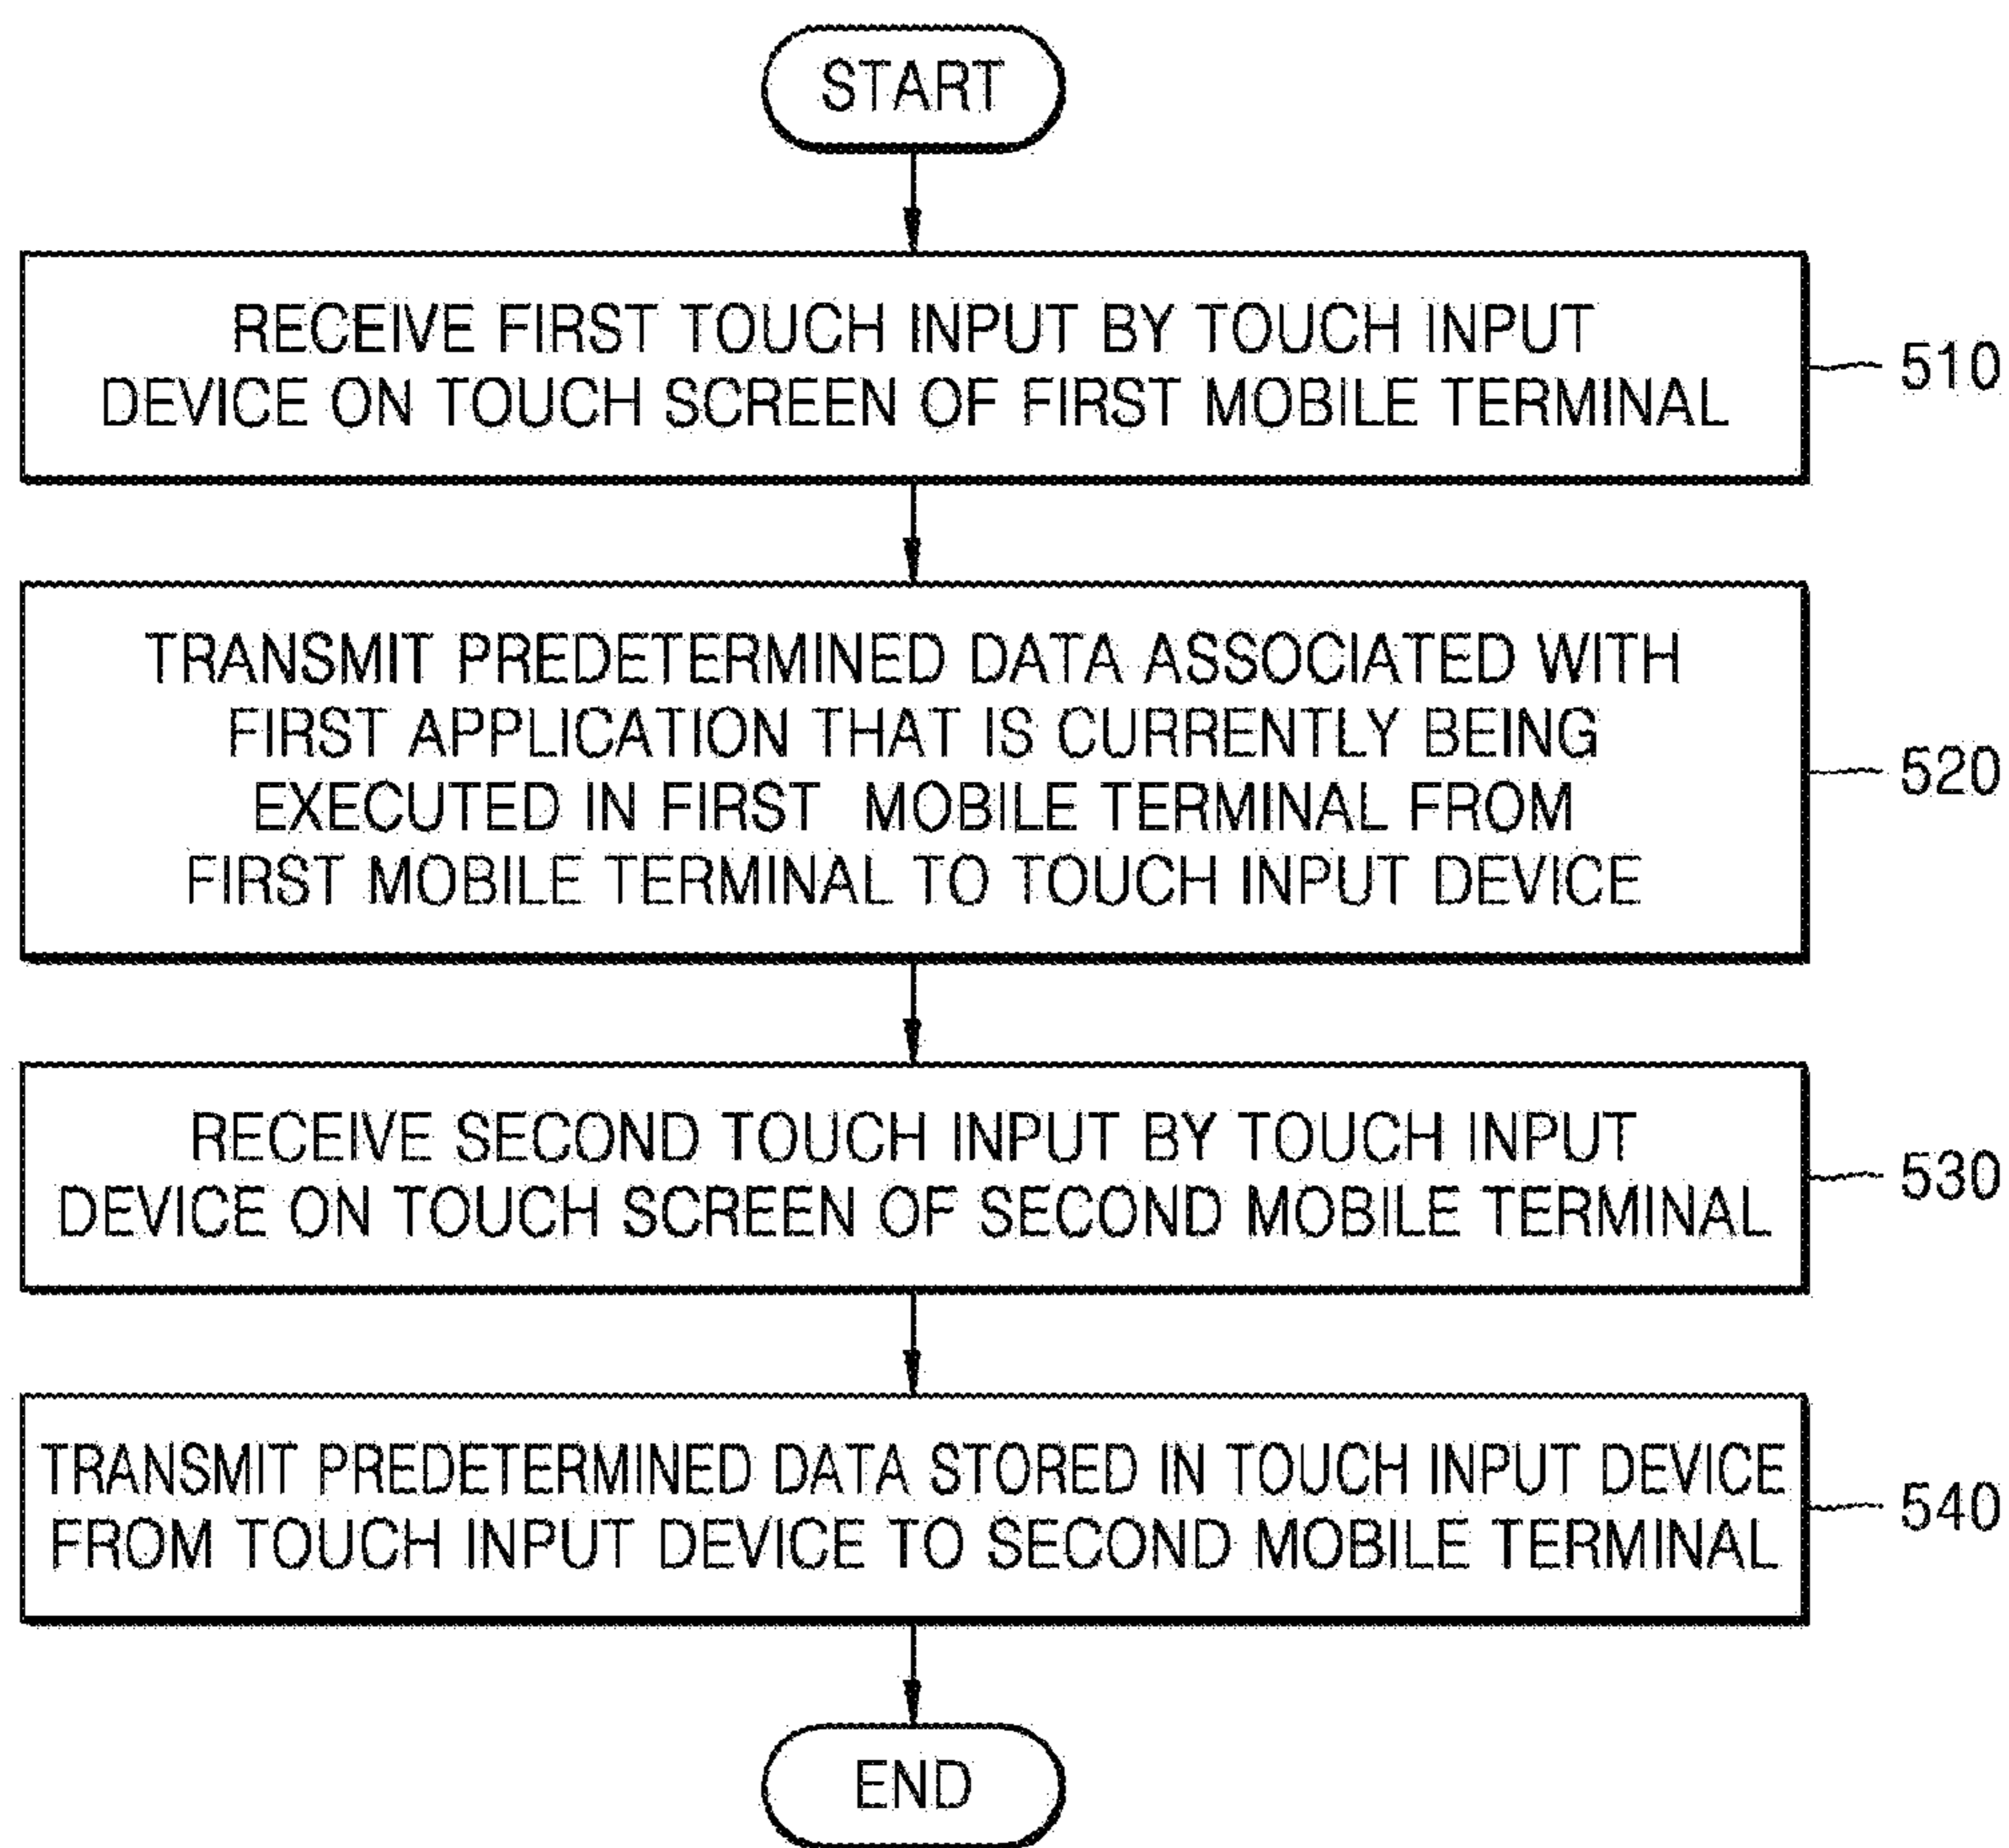 START
RECEIVE FIRST TOUCH INPUT BY TOUCH INPUT
DEVICE ON TOUCH SCREEN OF FIRST MOBILE TERMINAL
510
TRANSMIT PREDETERMINED DATA ASSOCIATED WITH
FIRST APPLICATION THAT IS CURRENTLY BEING
EXECUTED IN FIRST MOBILE TERMINAL FROM
FIRST MOBILE TERMINAL TO TOUCH INPUT DEVICE
520
RECEIVE SECOND TOUCH INPUT BY TOUCH INPUT
DEVICE ON TOUCH SCREEN OF SECOND MOBILE TERMINAL
530
TRANSMIT PREDETERMINED DATA STORED IN TOUCH INPUT DEVICE
FROM TOUCH INPUT DEVICE TO SECOND MOBILE TERMINAL
540
END